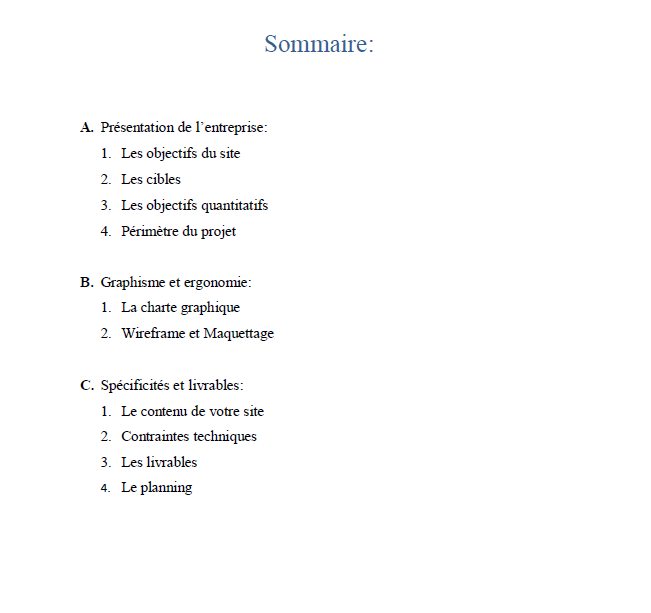 Sommaire:
A. Présentation de l’entreprise:
1. Les objectifs du site
2. Les cibles
3. Les objectifs quantitatifs
4. Périmètre du projet
B. Graphisme et ergonomie:
1. La charte graphique
2. Wireframe et Maquettage
C. Spécificités et livrables:
1. Le contenu de votre site
2. Contraintes techniques
3. Les livrables
4. Le planning